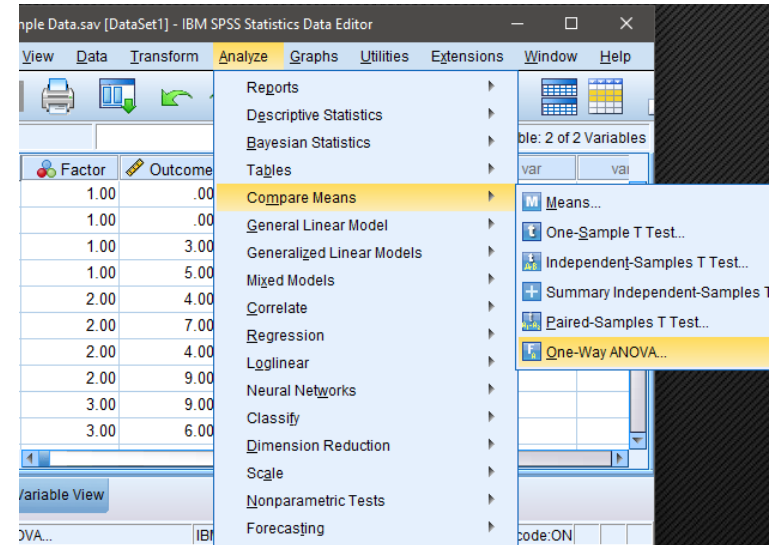 nple Data.sav [DataSet1] - IBM SPSS Statistics Data Editor
View Data Transform Analyze Graphs Utilities Extensions Window Help
Reports
Descriptive Statistics
Bayesian Statistics
ble: 2 of 2 Variables
Factor Outcome
Tables
var
1.00 .00
Compare Means
Means...
1.00 .00
General Linear Model
One-Sample T Test...
1.00 3.00
Generalized Linear Models
Independent-Samples T Test...
1.00 5.00
Mixed Models
Summary Independent-Samples T
2.00 4.00
Correlate
Paired-Samples T Test...
2.00 7.00
Regression
One-Way ANOVA...
2.00 4.00
Loglinear
2.00 9.00
Neural Networks
3.00 9.00
Classify
3.00 6.00
Dimension Reduction
Scale
Variable View
Nonparametric Tests
Forecasting
OVA...
IBM
code:ON